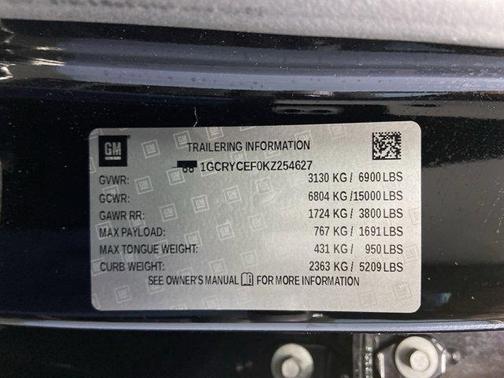 GM
TRAILERING INFORMATION
1GCRYCEF0KZ254627
GVWR: 3130 KG / 6900 LBS
GCWR: 6804 KG /15000 LBS
GAWR RR: 1724 KG / 3800 LBS
MAX PAYLOAD: 767 KG / 1691 LBS
MAX TONGUE WEIGHT: 431 KG / 950 LBS
CURB WEIGHT: 2363 KG / 5209 LBS
SEE OWNER'S MANUAL FOR MORE INFORMATION